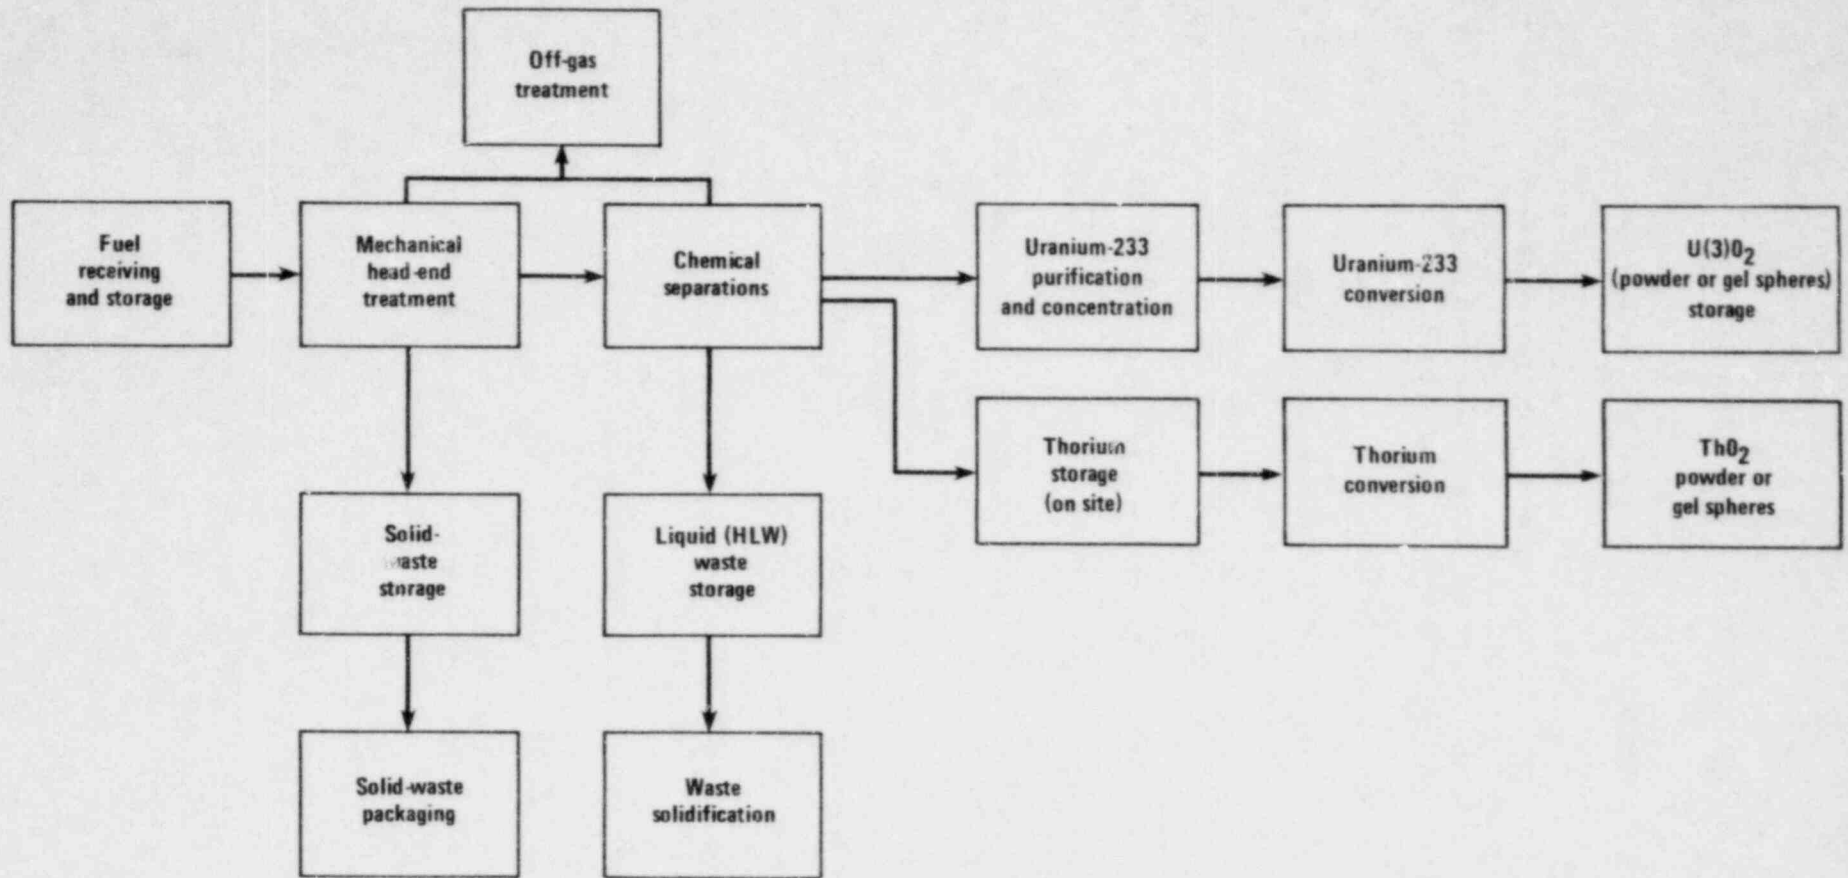 Off-gas
treatment
Fuel
receiving
and storage
Mechanical
head-end
treatment
Chemical
separations
Uranium-233
purification
and concentration
Uranium-233
conversion
U(3)O2
(powder or gel spheres)
storage
Thorium
storage
(on site)
Thorium
conversion
ThO2
powder or
gel spheres
Solid-
waste
storage
Liquid (HLW)
waste
storage
Solid-waste
packaging
Waste
solidification